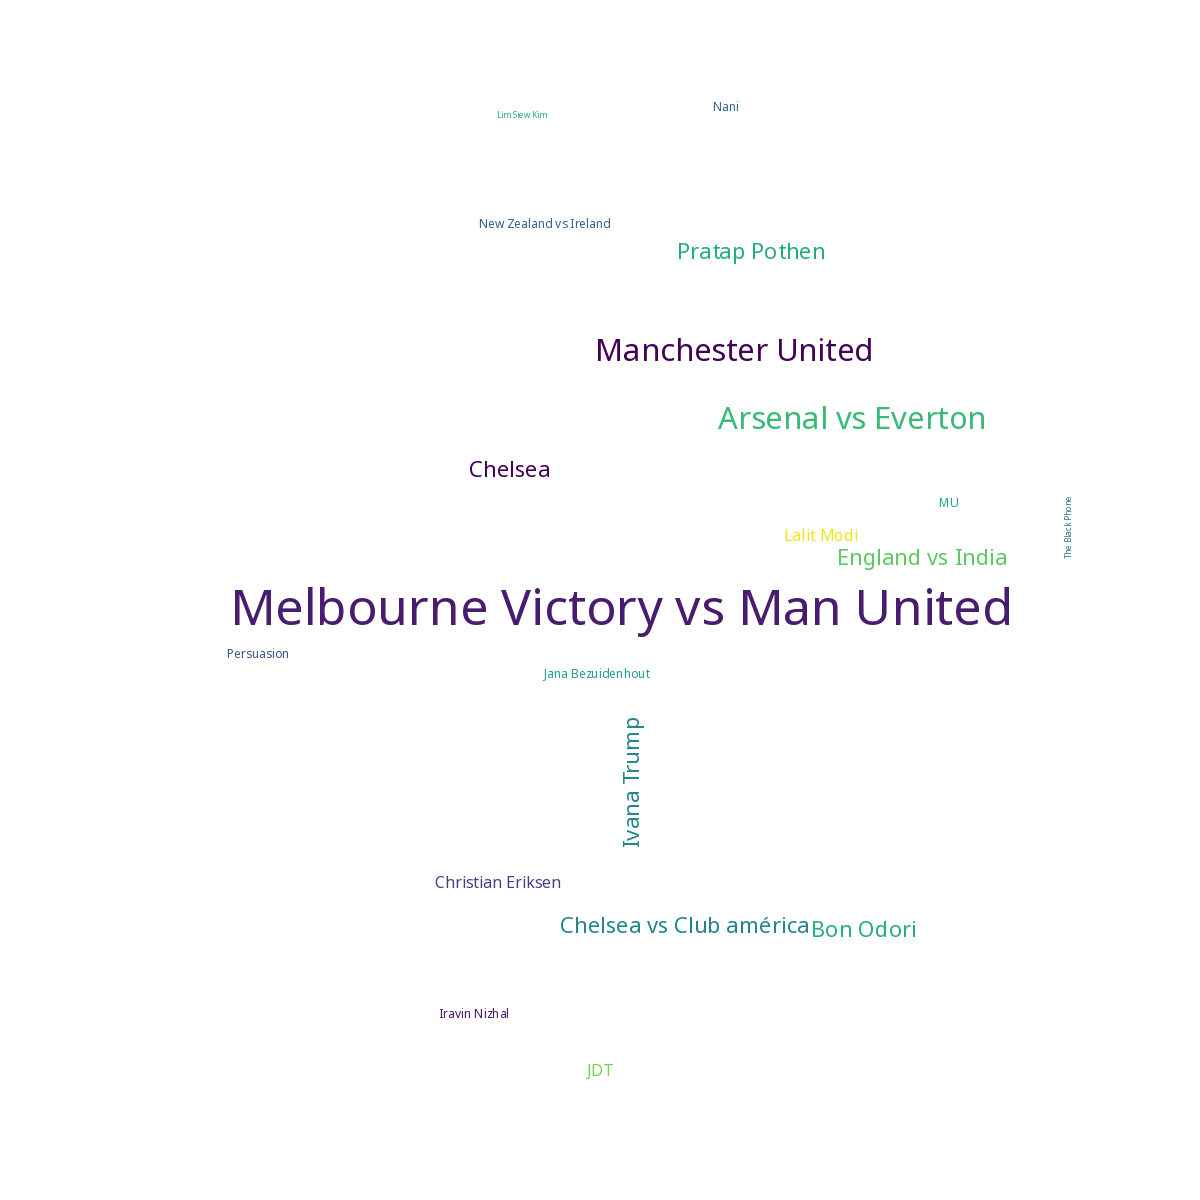 Nani
Lim Siew Kim
New Zealand vs Ireland
Pratap Pothen
Manchester United
Arsenal vs Everton
Chelsea
MU
The Black Phone
Lalit Modi
England vs India
Melbourne Victory vs Man United
Persuasion
Jana Bezuidenhout
Ivana Trump
Christian Eriksen
Chelsea vs Club américa
Bon Odori
Iravin Nizhal
JDT